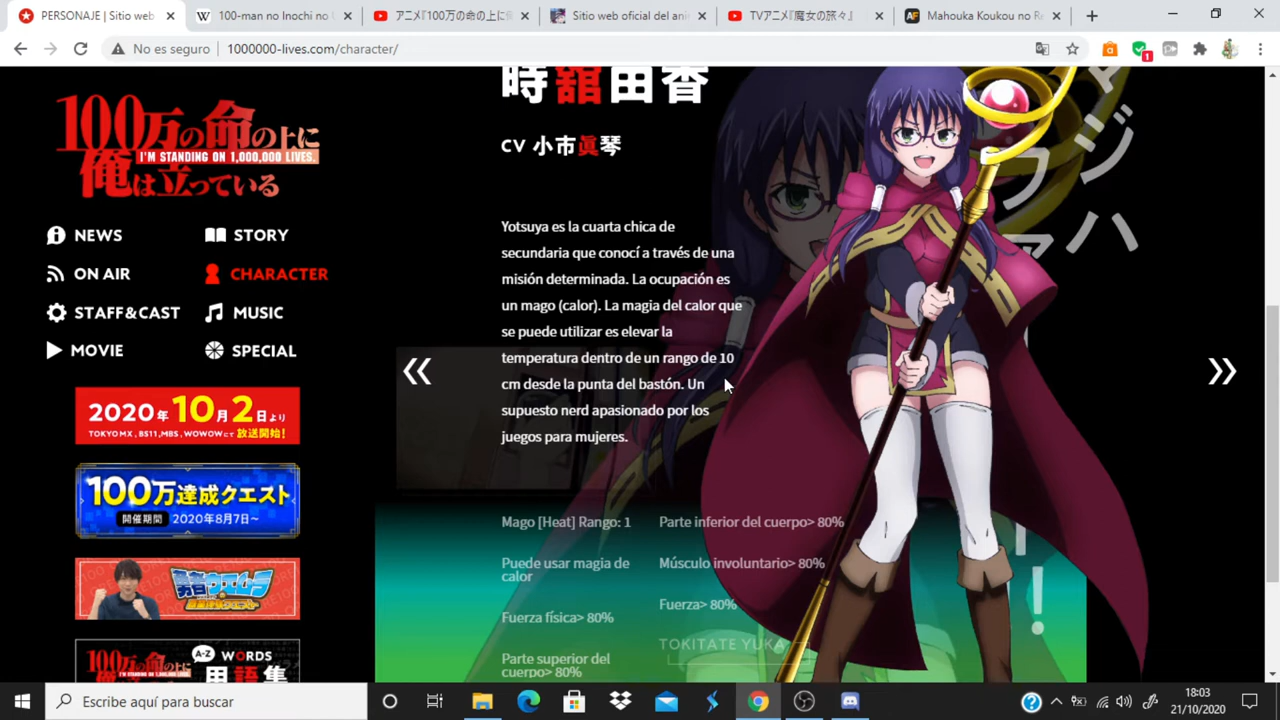 PERSONAJE | Sitio web
100-man no Inochi no
アニメ『100万の命の上に
Sitio web oficial del ani
TVアニメ『魔女の旅々』
Mahouka Koukou no Re
No es seguro
1000000-lives.com/character/
100万の命の上に
I'M STANDING ON 1,000,000 LIVES.
俺は立っている
NEWS
STORY
ON AIR
CHARACTER
STAFF&CAST
MUSIC
MOVIE
SPECIAL
2020年10月2日より
TOKYO MX , BS11,MBS , WOWOWにて放送開始!
100万達成クエスト
開催期間 2020年8月7日~
勇者ウエムラ
A-Z WORDS
用語集
時舘由香
CV 小市眞琴
Yotsuya es la cuarta chica de
secundaria que conocí a través de una
misión determinada. La ocupación es
un mago (calor). La magia del calor que
se puede utilizar es elevar la
temperatura dentro de un rango de 10
cm desde la punta del bastón. Un
supuesto nerd apasionado por los
juegos para mujeres.
Mago [Heat] Rango: 1
Puede usar magia de
calor
Fuerza física> 80%
Parte superior del
cuerpo> 80%
Parte inferior del cuerpo> 80%
Músculo involuntario> 80%
Fuerza> 80%
TOKITATE YUKA
Escribe aquí para buscar
18:03
21/10/2020